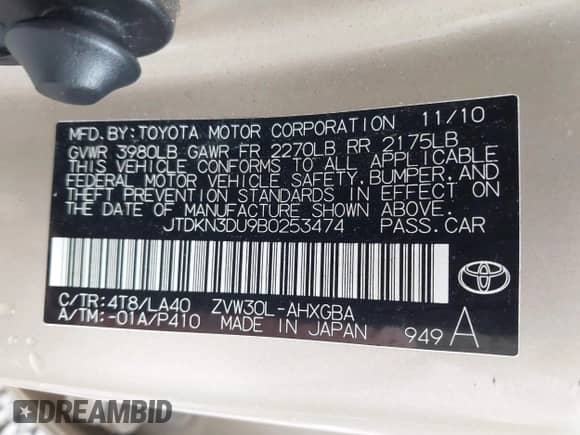 MFD.BY:TOYOTA MOTOR CORPORATION 11/10
GVWR 3980LB GAWR FR 2270LB RR 2175LB
THIS VEHICLE CONFORMS TO ALL APPLICABLE
FEDERAL MOTOR VEHICLE SAFETY, BUMPER, AND
THEFT PREVENTION STANDARDS IN EFFECT ON
THE DATE OF MANUFACTURE SHOWN ABOVE.
JTDKN3DU9B0253474 PASS.CAR
C/TR:4T8/LA40 ZVW30L-AHXGBA
A/TM:-01A/P410 MADE IN JAPAN 949 A
DREAMBID